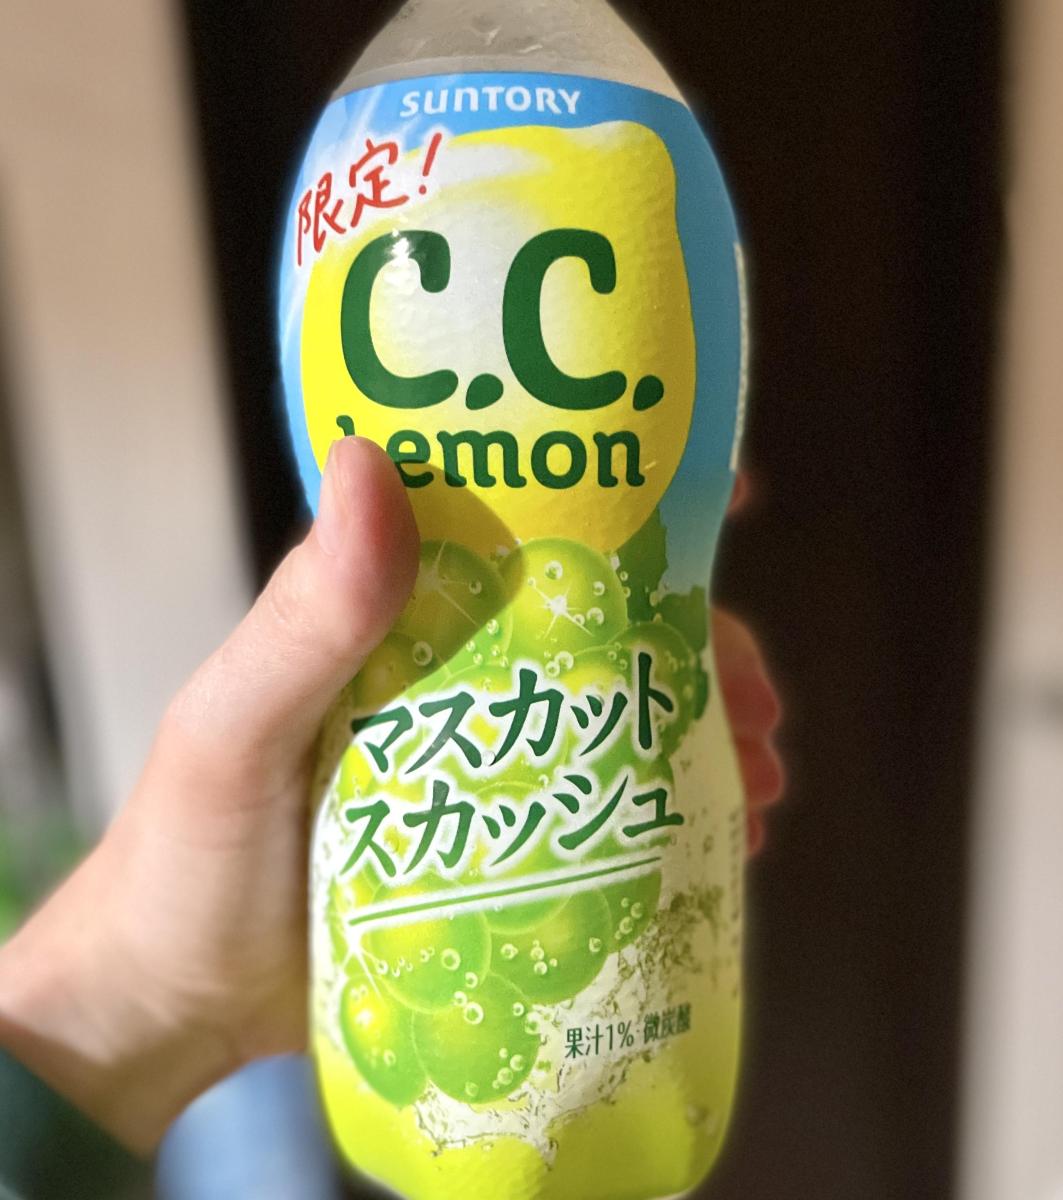 SUNTORY
限定!
C.C.
Lemon
マスカット
スカッシュ
果汁1%・微炭酸